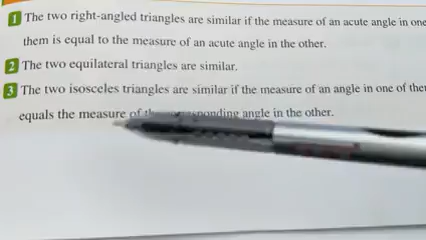 1 The two right-angled triangles are similar if the measure of an acute angle in one
them is equal to the measure of an acute angle in the other.
2 The two equilateral triangles are similar.
3 The two isosceles triangles are similar if the measure of an angle in one of
equals the measure of angle in the other.